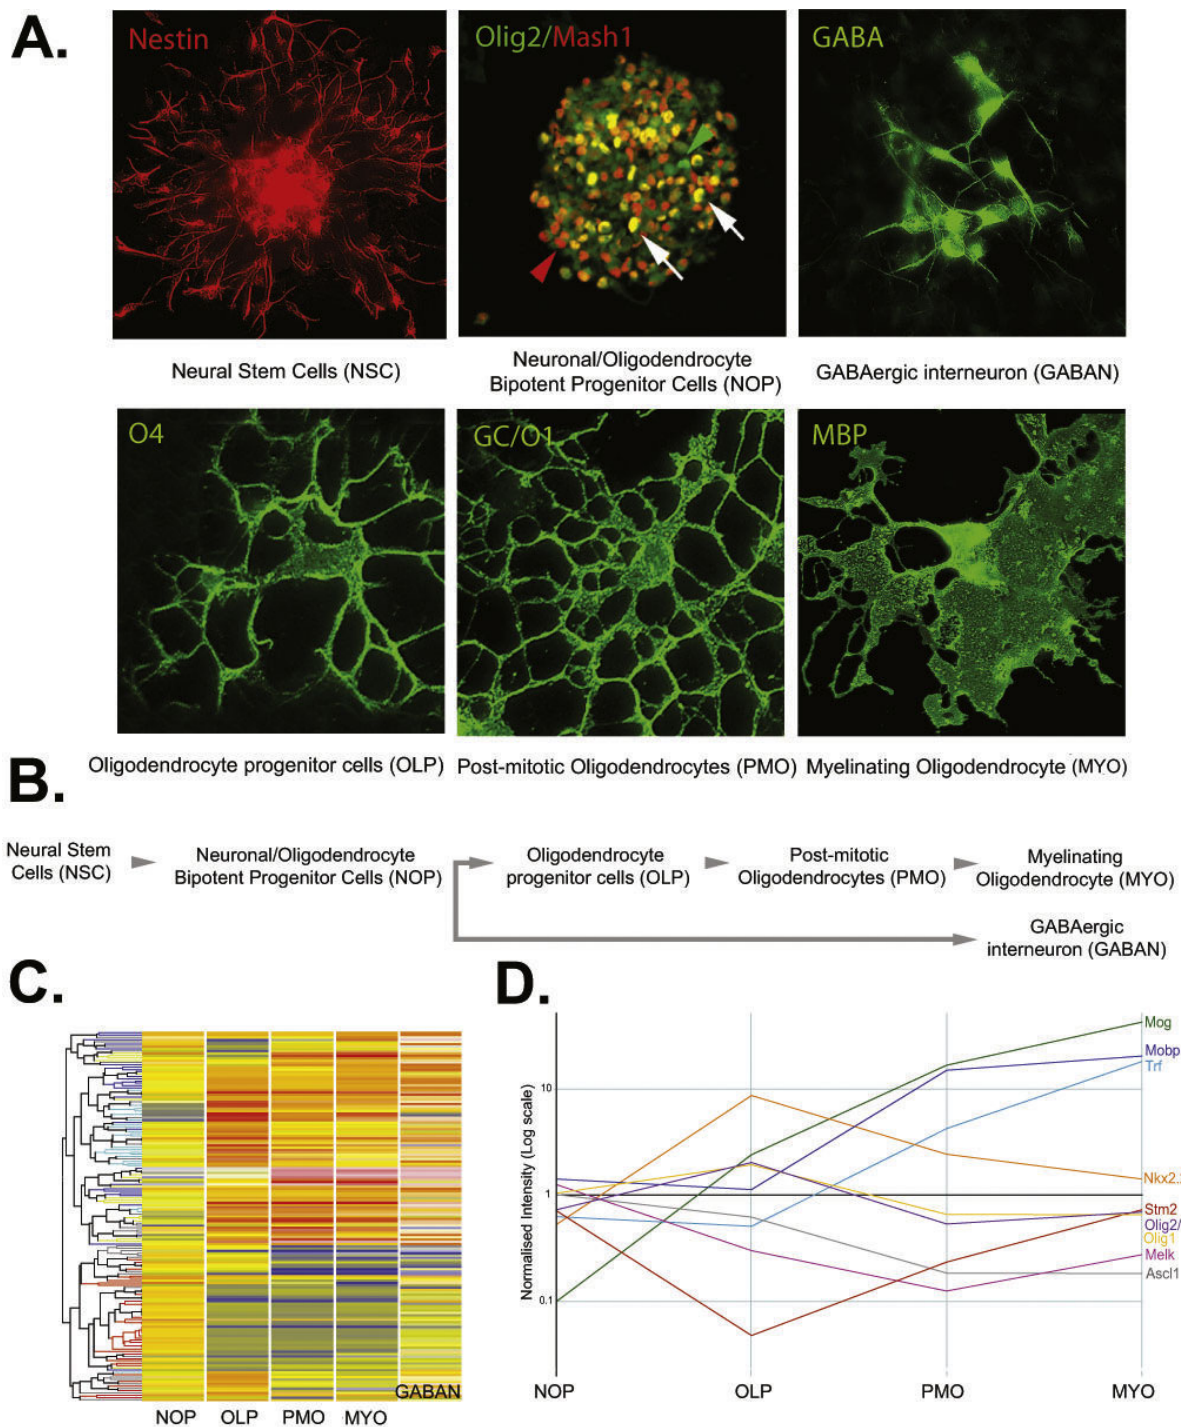 A.
Nestin
Olig2/Mash1
GABA
Neural Stem Cells (NSC)
Neuronal/Oligodendrocyte
Bipotent Progenitor Cells (NOP)
GABAergic interneuron (GABAN)
O4
GC/O1
MBP
Oligodendrocyte progenitor cells (OLP)
Post-mitotic Oligodendrocytes (PMO)
Myelinating Oligodendrocyte (MYO)
B.
Neural Stem
Cells (NSC)
Neuronal/Oligodendrocyte
Bipotent Progenitor Cells (NOP)
Oligodendrocyte
progenitor cells (OLP)
Post-mitotic
Oligodendrocytes (PMO)
Myelinating
Oligodendrocyte (MYO)
GABAergic
interneuron (GABAN)
C.
GABAN
NOP
OLP
PMO
MYO
D.
Normalised Intensity (Log scale)
10
1
0.1
Mog
Mobp
Trf
Nkx2.
Stm2
Olig2/
Olig1
Melk
Ascl1
NOP
OLP
PMO
MYO